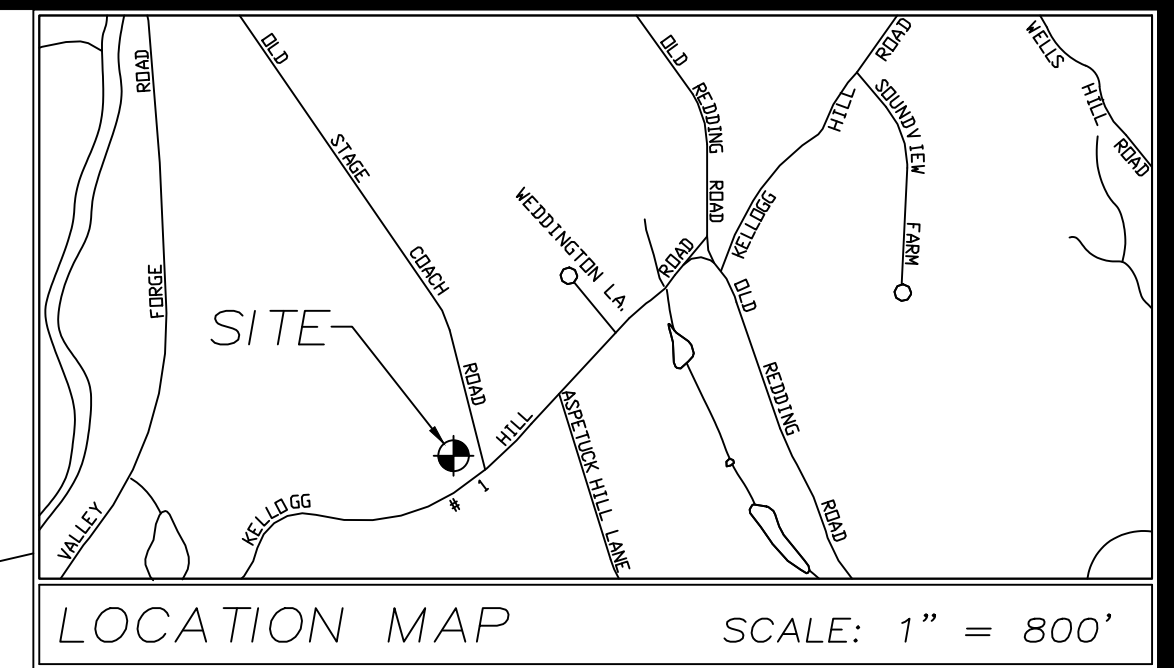 VALLEY FORGE ROAD
OLD STAGE COACH ROAD
OLD REDDING ROAD
KELLOGG HILL ROAD
SOUNDVIEW FARM
WELLS HILL ROAD
WEDDINGTON LA.
SITE
KELLOGG HILL ROAD
# 1
ASPETUCK HILL LANE
OLD REDDING ROAD
LOCATION MAP
SCALE: 1" = 800'